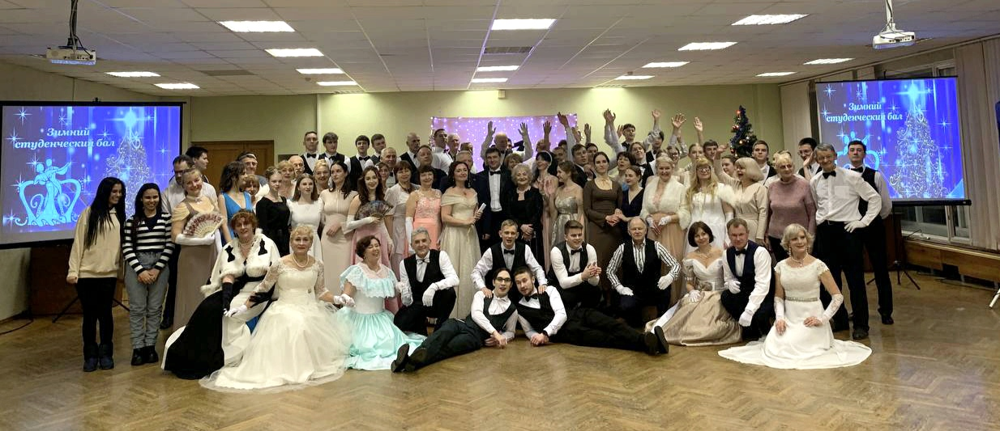 Зимний
студенческий бал
Зимний
студенческий бал